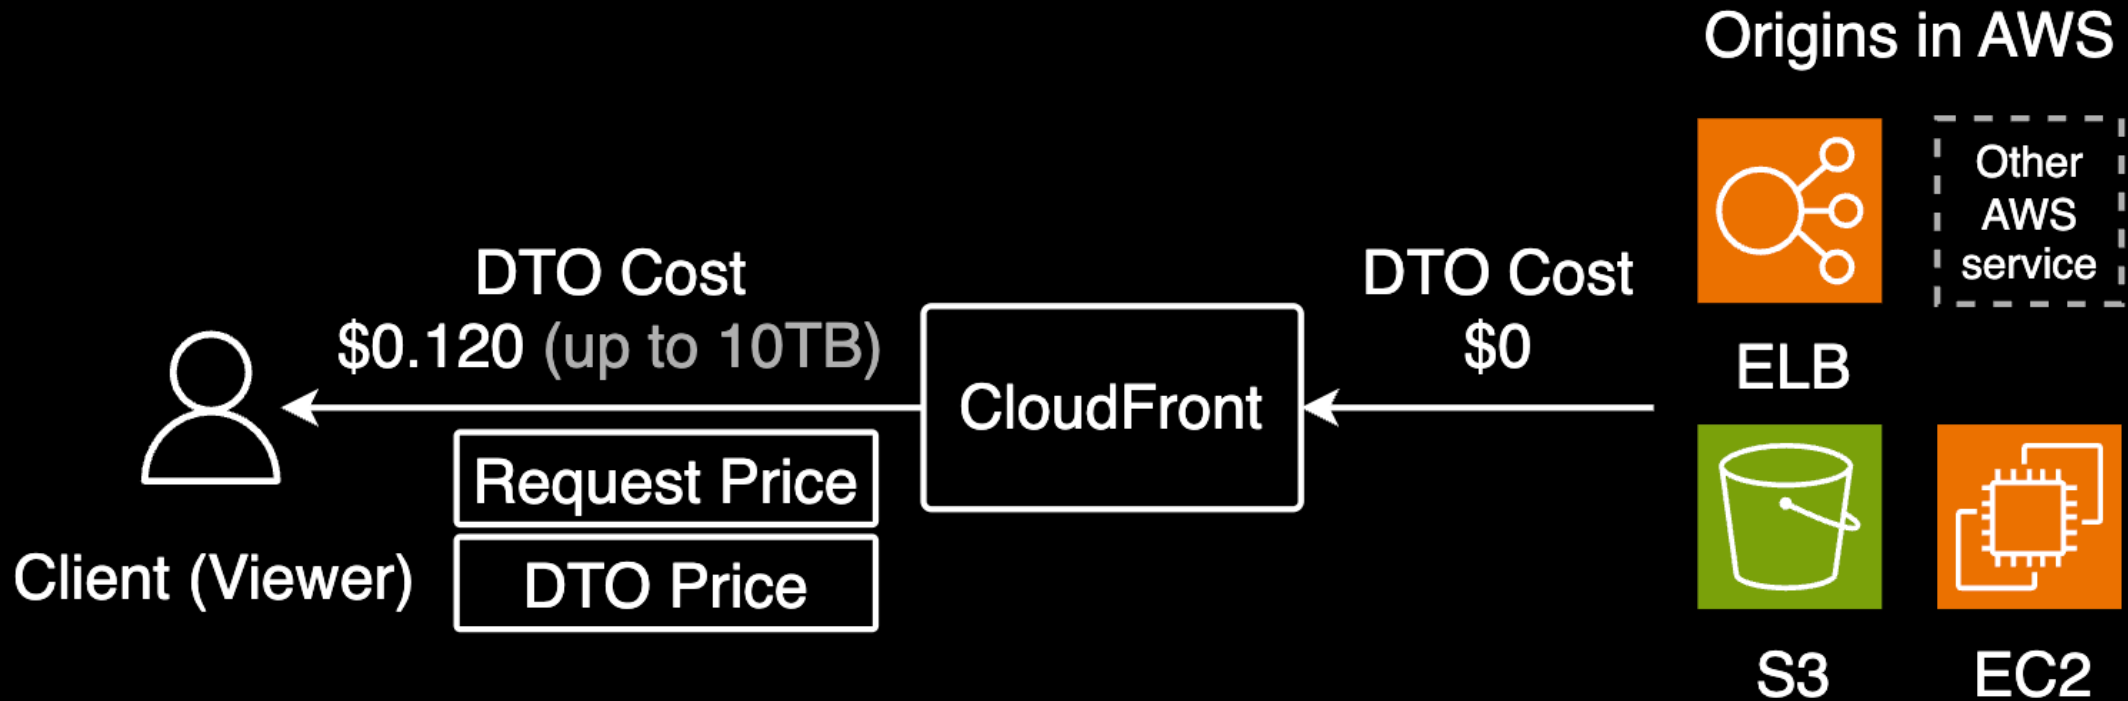 Origins in AWS
Other
AWS
service
ELB
DTO Cost
$0.120 (up to 10TB)
DTO Cost
$0
CloudFront
Request Price
DTO Price
Client (Viewer)
S3
EC2